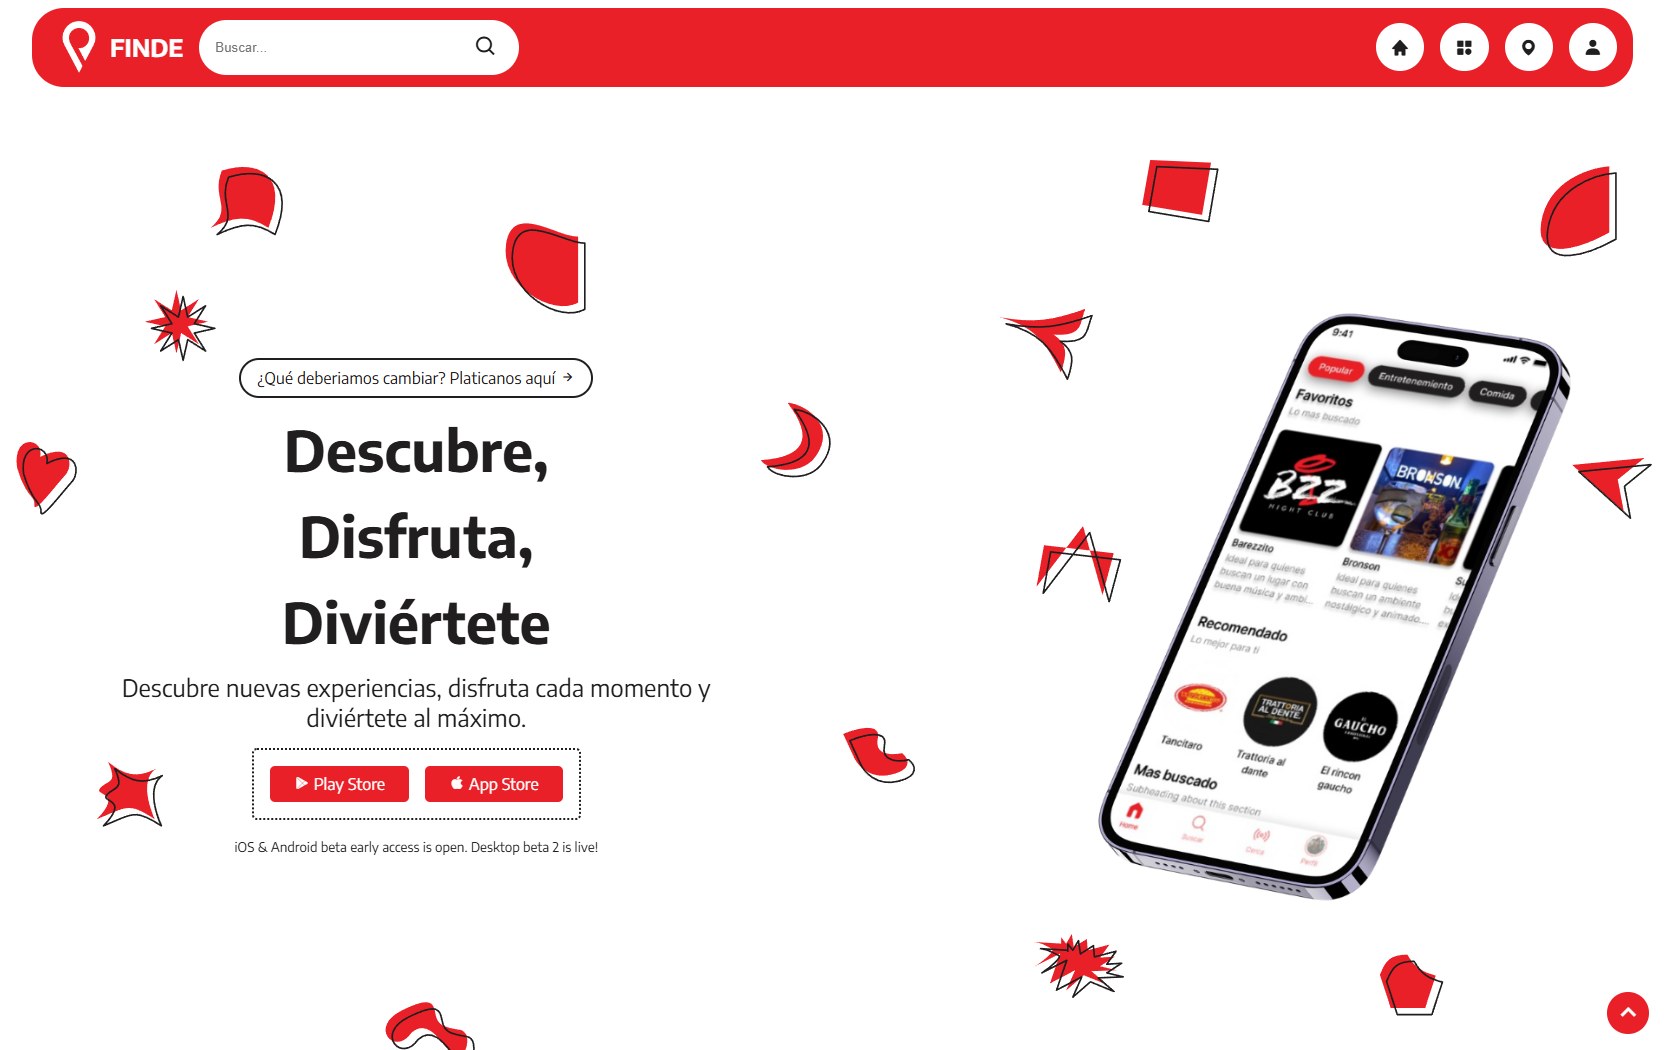 FINDE
Buscar...
¿Qué deberiamos cambiar? Platicanos aquí
Descubre,
Disfruta,
Diviértete
Descubre nuevas experiencias, disfruta cada momento y
diviértete al máximo.
Play Store
App Store
iOS & Android beta early access is open. Desktop beta 2 is live!
9:41
Popular
Entretenemiento
Comida
Favoritos
Lo mas buscado
BZZ
NIGHT CLUB
BRONSON
Barezzito
Ideal para quienes
buscan un lugar con
buena música y ambi...
Bronson
Ideal para quienes
buscan un ambiente
nostálgico y animado....
Recomendado
Lo mejor para ti
TRATTORIA
AL DENTE
EL
GAUCHO
Tancitaro
Trattoria al
dante
El rincon
gaucho
Mas buscado
Subheading about this section
Home
Buscar
Cerca
Perfil